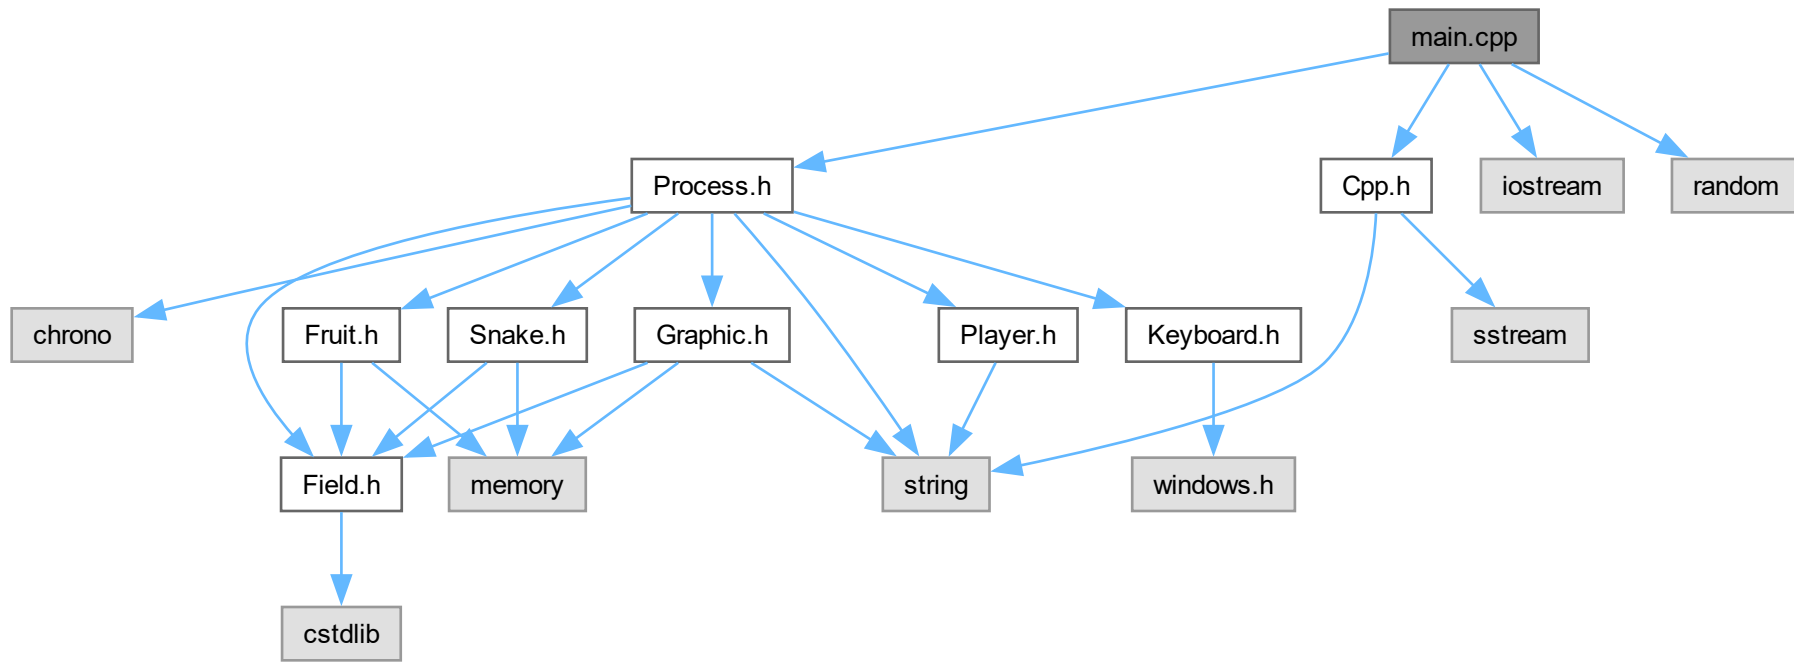 main.cpp
Process.h
Cpp.h
iostream
random
chrono
Fruit.h
Snake.h
Graphic.h
Player.h
Keyboard.h
sstream
Field.h
memory
string
windows.h
cstdlib